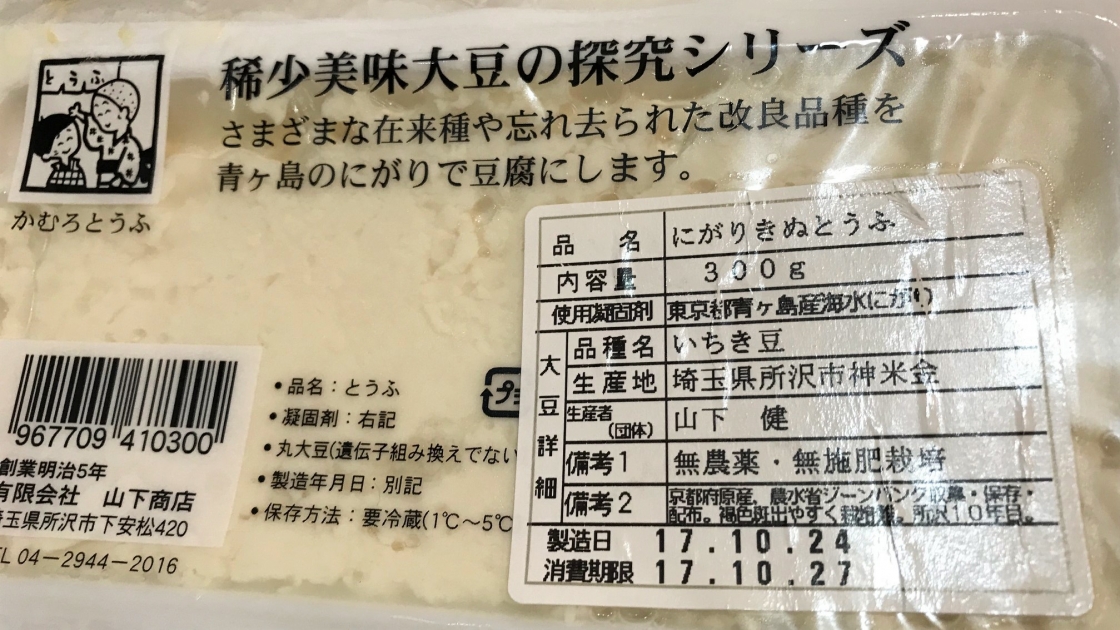 とうふ
かむろとうふ
稀少美味大豆の探究シリーズ
さまざまな在来種や忘れ去られた改良品種を
青ヶ島のにがりで豆腐にします。
967709 410300
創業明治5年
有限会社 山下商店
埼玉県所沢市下安松420
TEL 04-2944-2016
・品名：とうふ
・凝固剤：右記
・丸大豆(遺伝子組み換えでない
・製造年月日：別記
・保存方法：要冷蔵(1℃～5℃
プ
品名 にがりきぬとうふ
内容量 300g
使用凝固剤 東京都青ヶ島産海水にがり
大豆詳細
品種名 いちき豆
生産地 埼玉県所沢市神米金
生産者(団体) 山下 健
備考1 無農薬・無施肥栽培
備考2 京都府原産。農水省ジーンバンク収集・保存・
配布。褐色斑出やすく栽培難。所沢10年目。
製造日 17.10.24
消費期限 17.10.27